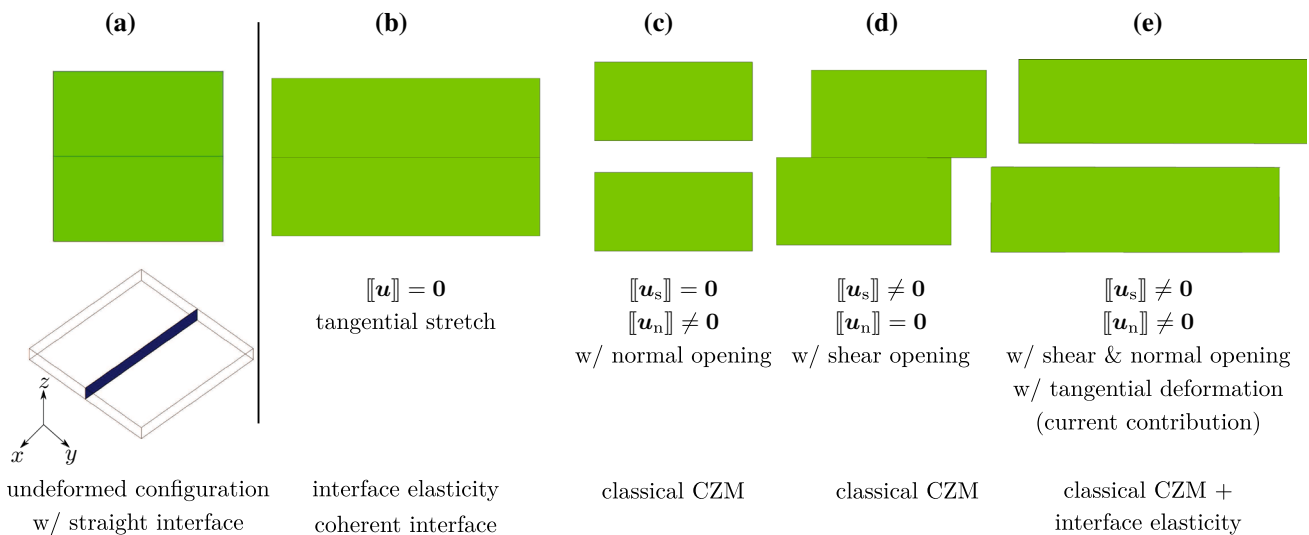 (a) (b) (c) (d) (e)
⟦u⟧ = 0
tangential stretch
⟦uₛ⟧ = 0
⟦uₙ⟧ ≠ 0
w/ normal opening
⟦uₛ⟧ ≠ 0
⟦uₙ⟧ = 0
w/ shear opening
⟦uₛ⟧ ≠ 0
⟦uₙ⟧ ≠ 0
w/ shear & normal opening
w/ tangential deformation
(current contribution)
z
x
y
undeformed configuration
w/ straight interface
interface elasticity
coherent interface
classical CZM
classical CZM
classical CZM +
interface elasticity